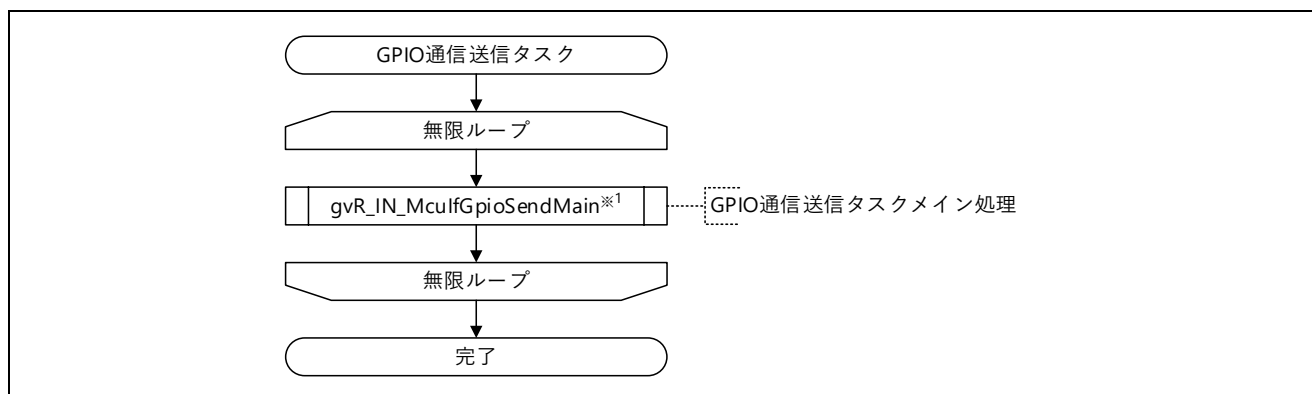 GPIO通信送信タスク
無限ループ
gvR_IN_McuIfGpioSendMain※1
GPIO通信送信タスクメイン処理
無限ループ
完了